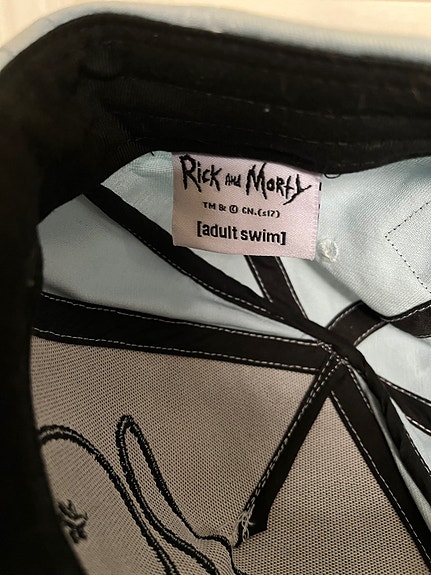 Rick and Morty
TM & © CN.(s17)
[adult swim]